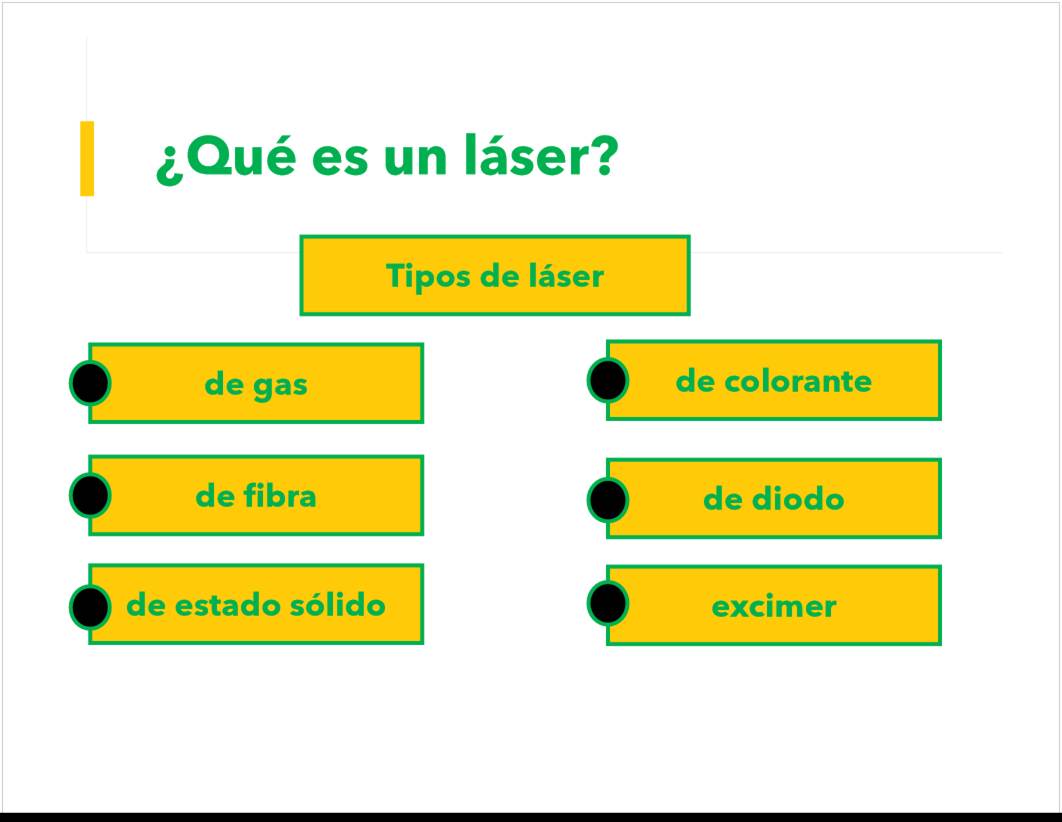 ¿Qué es un láser?
Tipos de láser
de gas
de colorante
de fibra
de diodo
de estado sólido
excimer